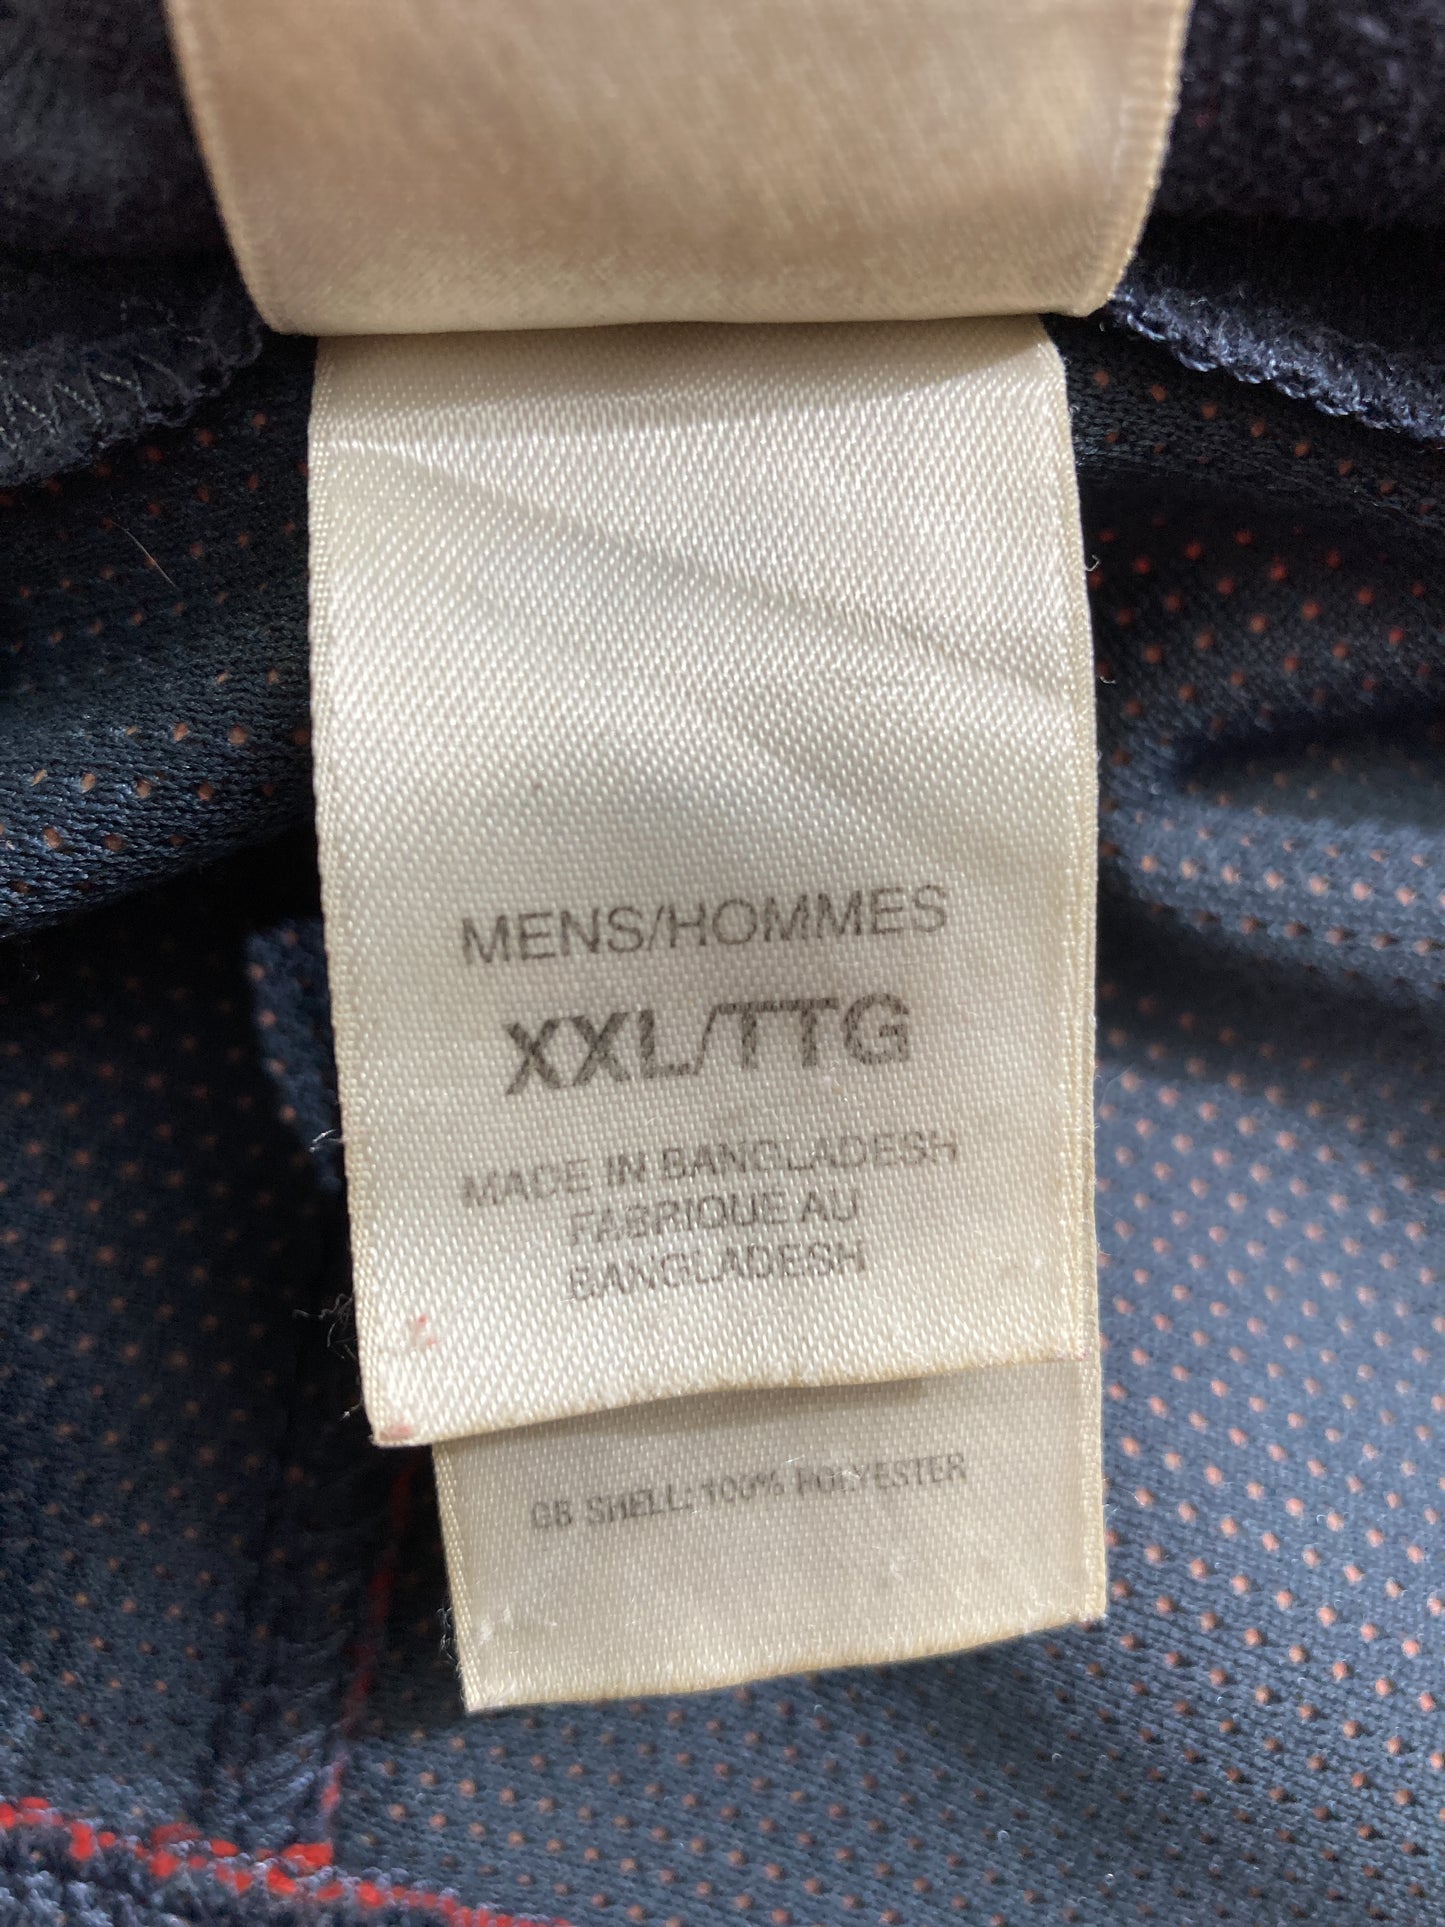 MENS/HOMMES
XXL/TTG
MADE IN BANGLADESH
FABRIQUE AU
BANGLADESH
GB SHELL: 100% POLYESTER